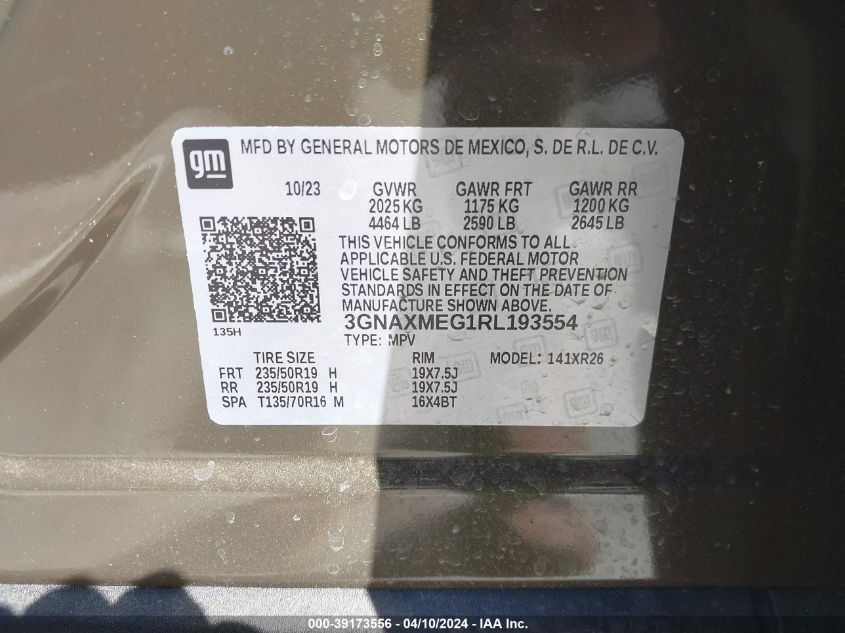 gm MFD BY GENERAL MOTORS DE MEXICO, S. DE R.L. DE C.V.
10/23 GVWR GAWR FRT GAWR RR
2025 KG 1175 KG 1200 KG
4464 LB 2590 LB 2645 LB
THIS VEHICLE CONFORMS TO ALL
APPLICABLE U.S. FEDERAL MOTOR
VEHICLE SAFETY AND THEFT PREVENTION
STANDARDS IN EFFECT ON THE DATE OF
MANUFACTURE SHOWN ABOVE.
135H 3GNAXMEG1RL193554
TYPE: MPV
TIRE SIZE RIM MODEL: 141XR26
FRT 235/50R19 H 19X7.5J
RR 235/50R19 H 19X7.5J
SPA T135/70R16 M 16X4BT
000-39173556 - 04/10/2024 - IAA Inc.